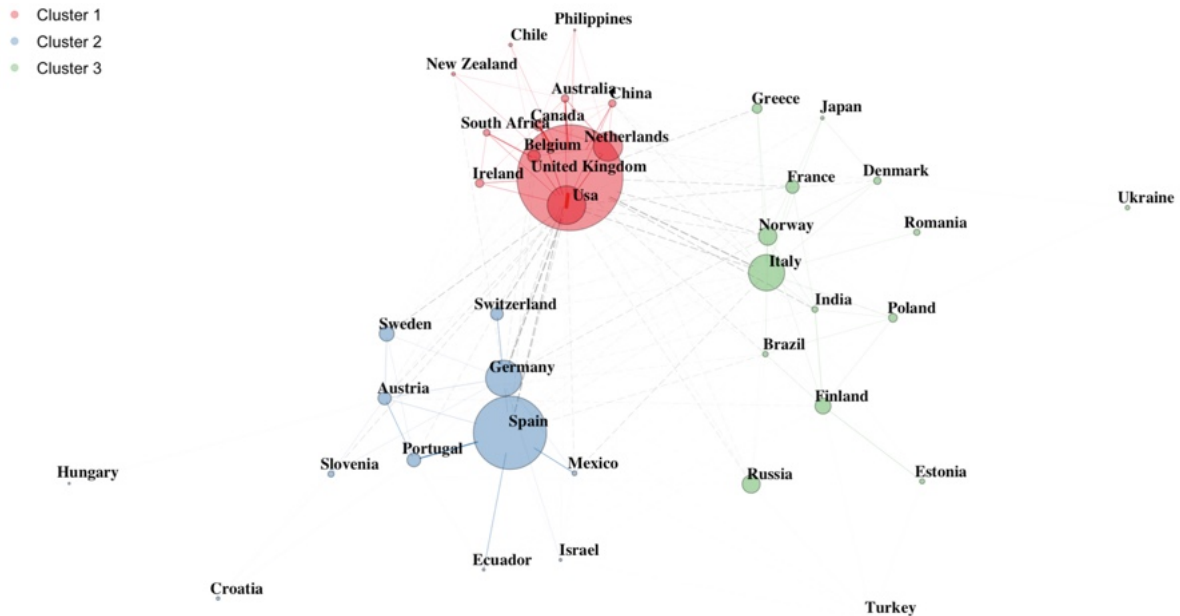 Cluster 1
Cluster 2
Cluster 3
Philippines
Chile
New Zealand
Australia
China
South Africa
Canada
Netherlands
Belgium
United Kingdom
Ireland
Usa
Greece
Japan
France
Denmark
Ukraine
Norway
Romania
Italy
India
Poland
Brazil
Finland
Russia
Estonia
Turkey
Switzerland
Sweden
Germany
Austria
Spain
Portugal
Slovenia
Mexico
Hungary
Ecuador
Israel
Croatia